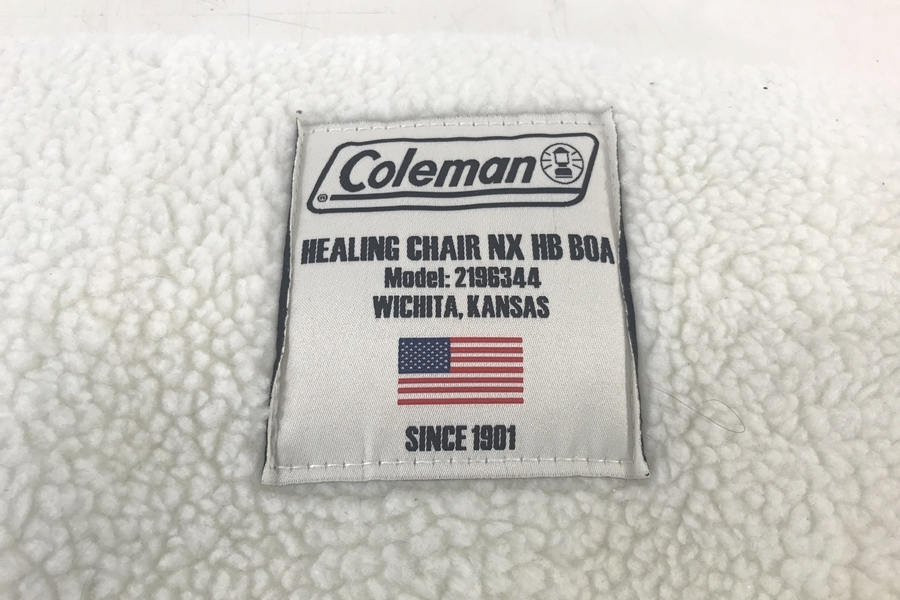 Coleman
®
HEALING CHAIR NX HB BOA
Model: 2196344
WICHITA, KANSAS
SINCE 1901